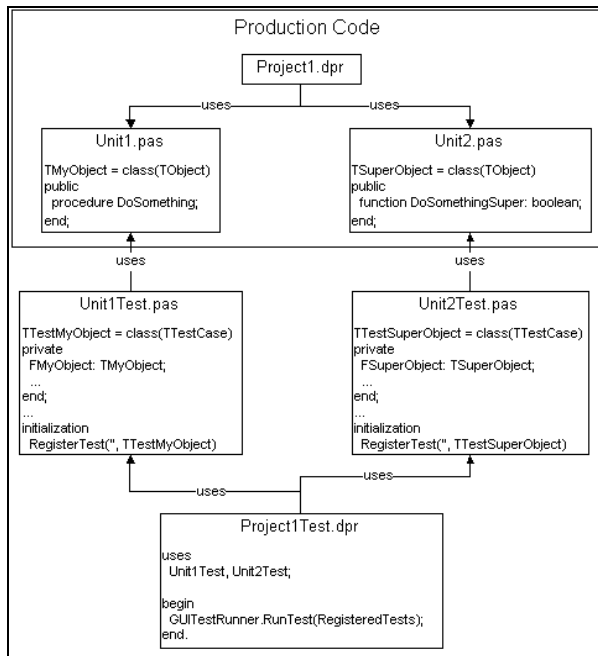 Production Code
Project1.dpr
uses
uses
Unit1.pas
TMyObject = class(TObject)
public
procedure DoSomething;
end;
Unit2.pas
TSuperObject = class(TObject)
public
function DoSomethingSuper: boolean;
end;
uses
uses
Unit1Test.pas
TTestMyObject = class(TTestCase)
private
FMyObject: TMyObject;
...
end;
...
initialization
RegisterTest('', TTestMyObject)
Unit2Test.pas
TTestSuperObject = class(TTestCase)
private
FSuperObject: TSuperObject;
...
end;
...
initialization
RegisterTest('', TTestSuperObject)
uses
uses
Project1Test.dpr
uses
Unit1Test, Unit2Test;
begin
GUITestRunner.RunTest(RegisteredTests);
end.